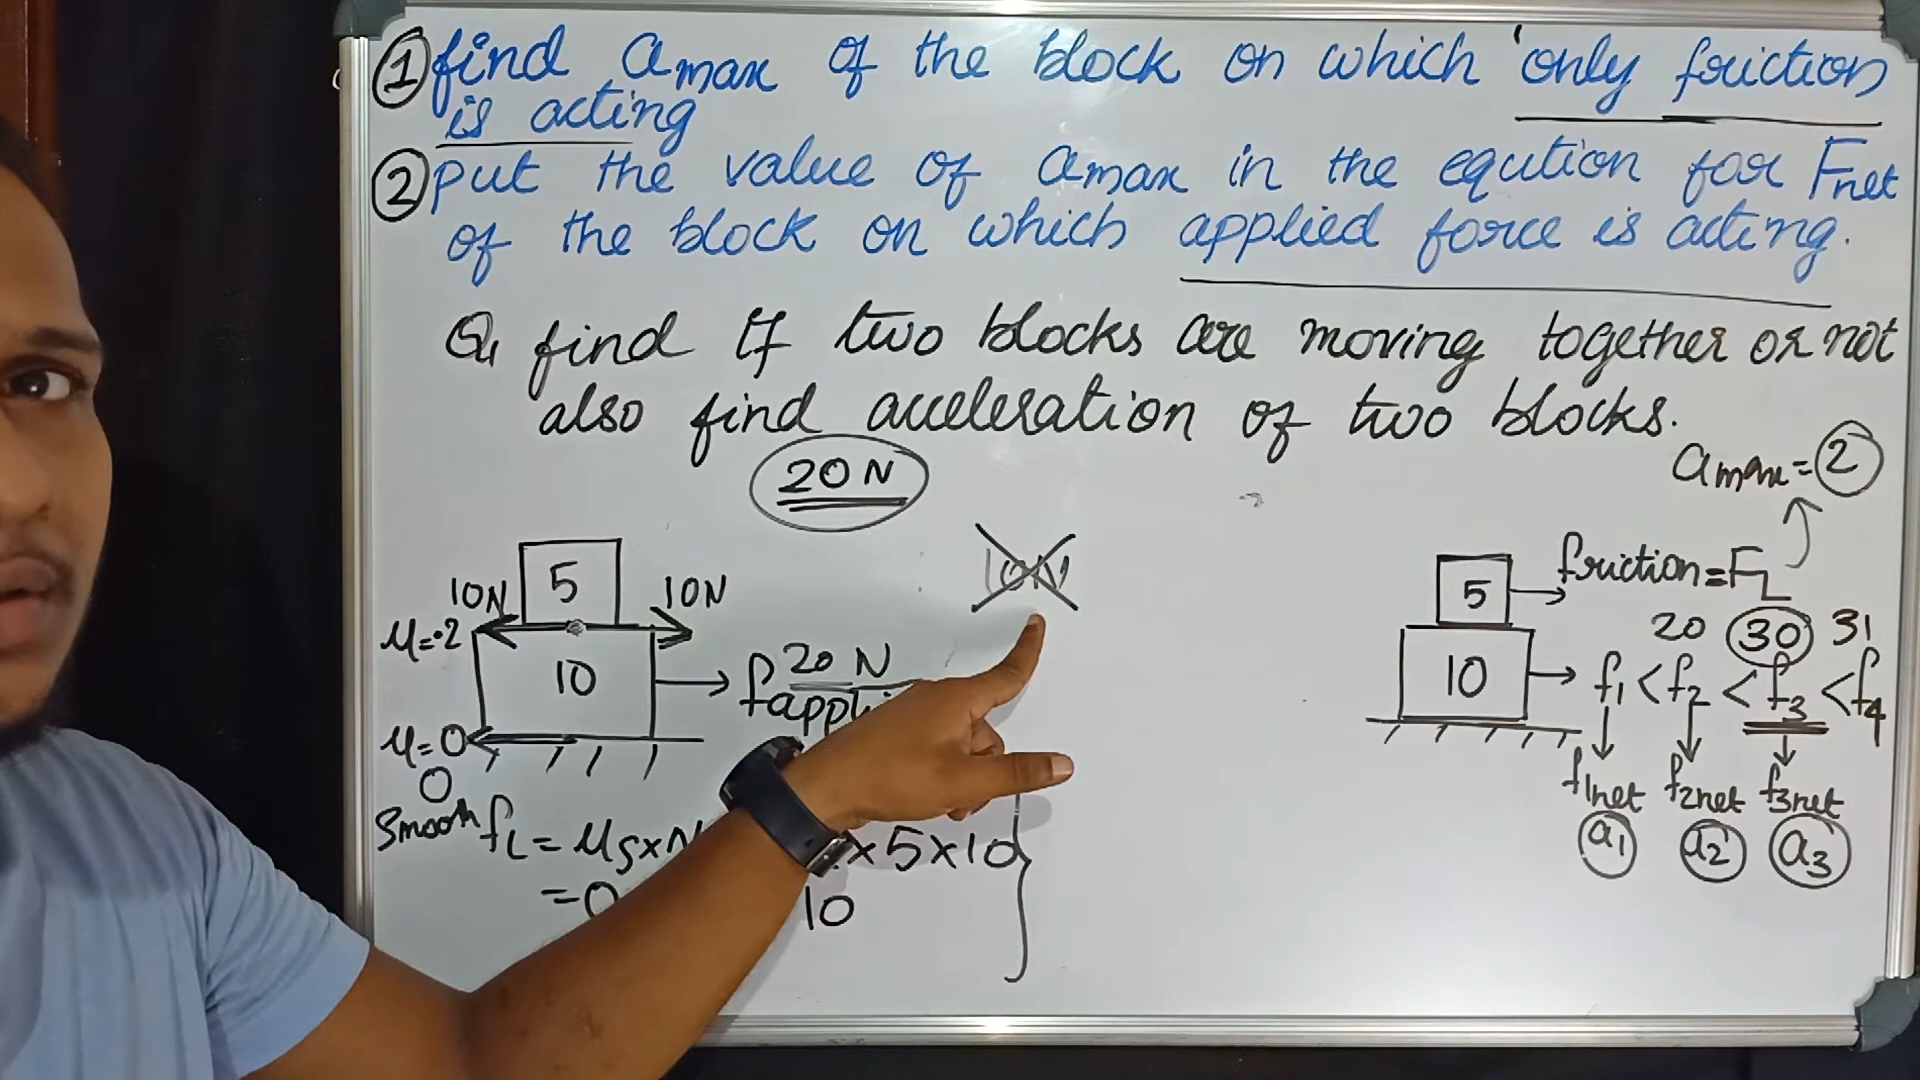 ① find amax of the block on which 'only friction
is acting
② put the value of amax in the eqution for Fnet
of the block on which applied force is acting.
Q1 find If two blocks are moving together or not
also find acceleration of two blocks.
20 N
amax = 2
10N
5
10N
10N
μ=.2
10
20 N
μ=0
0
Smooth
fL = μs×N
×5×10
=0
10
5
friction = FL
20 30 31
10
f1 < f2 < f3 < f4
f1net f2net f3net
a1 a2 a3